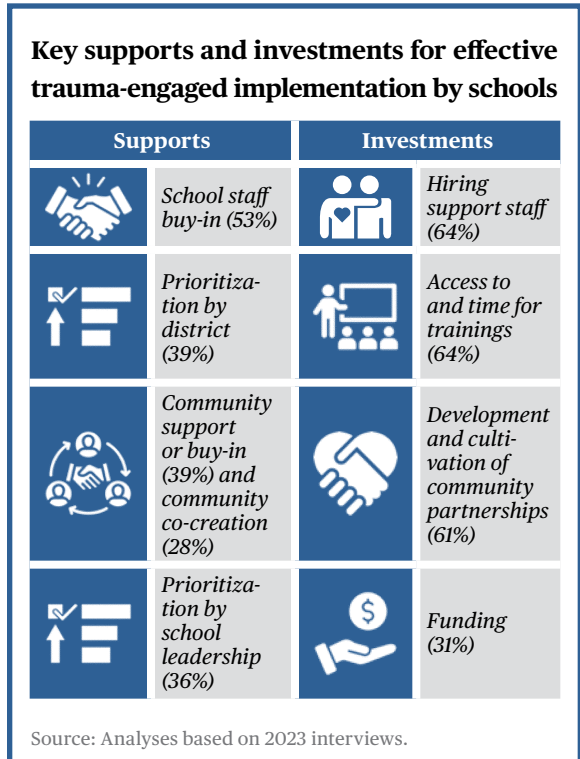 Key supports and investments for effective
trauma-engaged implementation by schools
Supports
Investments
School staff
buy-in (53%)
Hiring
support staff
(64%)
Prioritiza-
tion by
district
(39%)
Access to
and time for
trainings
(64%)
Community
support
or buy-in
(39%) and
community
co-creation
(28%)
Development
and culti-
vation of
community
partnerships
(61%)
Prioritiza-
tion by
school
leadership
(36%)
$
Funding
(31%)
Source: Analyses based on 2023 interviews.